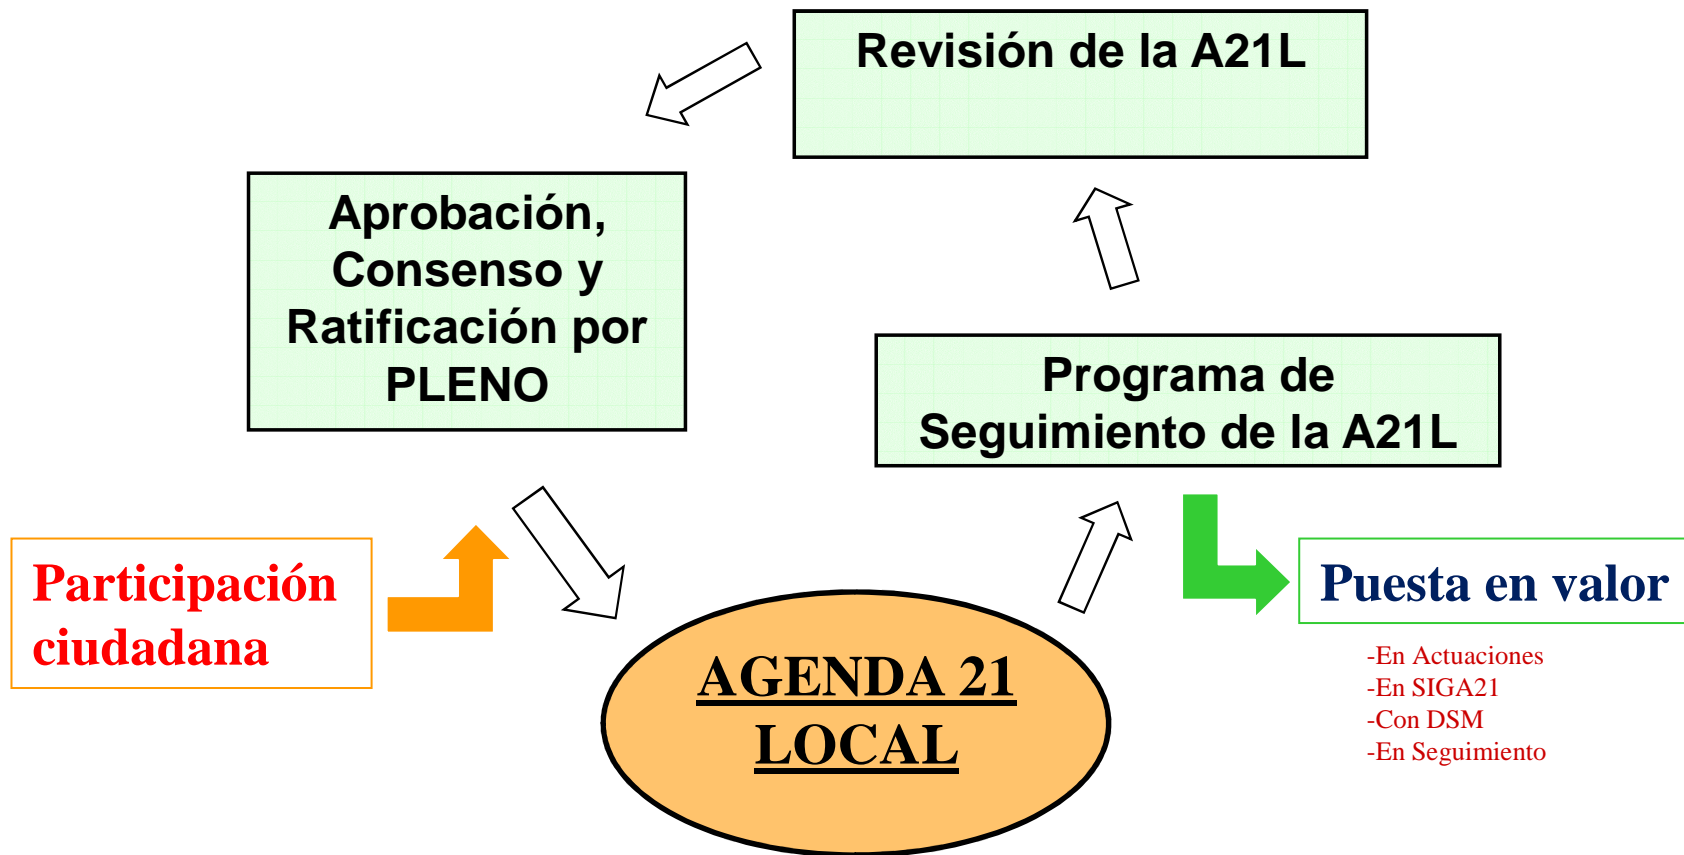 Revisión de la A21L
Aprobación,
Consenso y
Ratificación por
PLENO
Programa de
Seguimiento de la A21L
Participación
ciudadana
Puesta en valor
-En Actuaciones
-En SIGA21
-Con DSM
-En Seguimiento
AGENDA 21
LOCAL